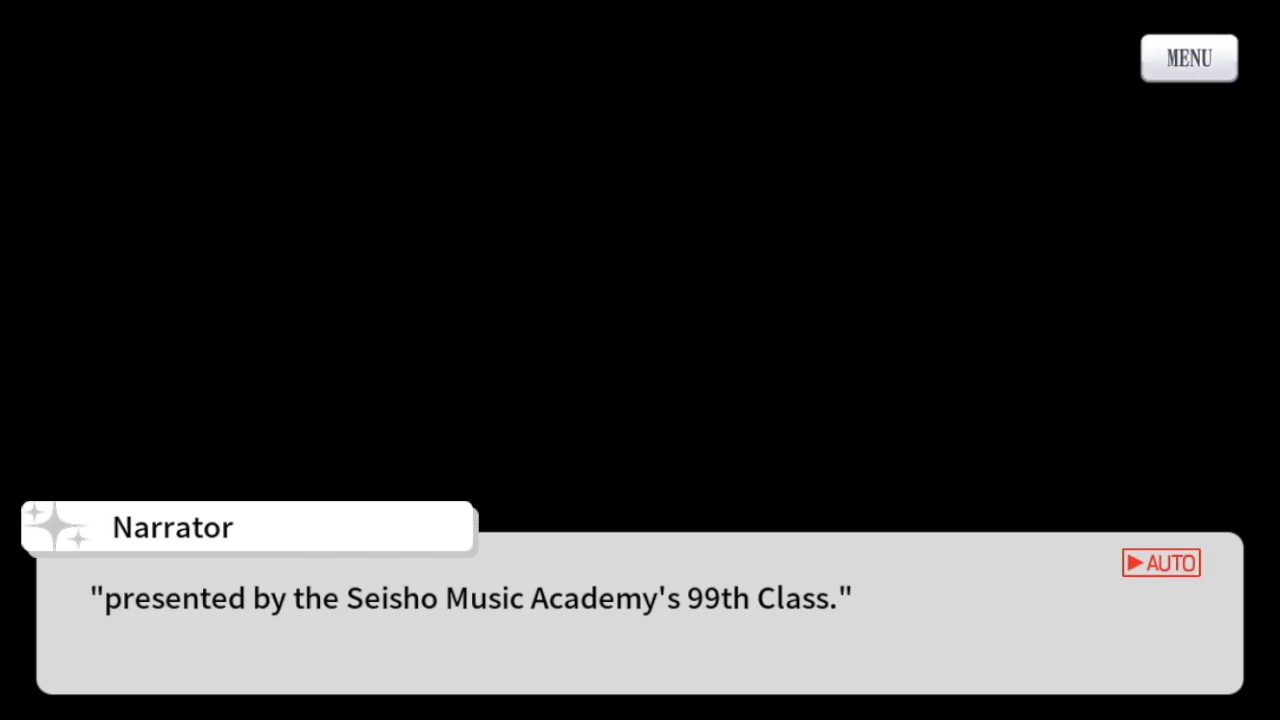 MENU
Narrator
▶AUTO
"presented by the Seisho Music Academy's 99th Class."